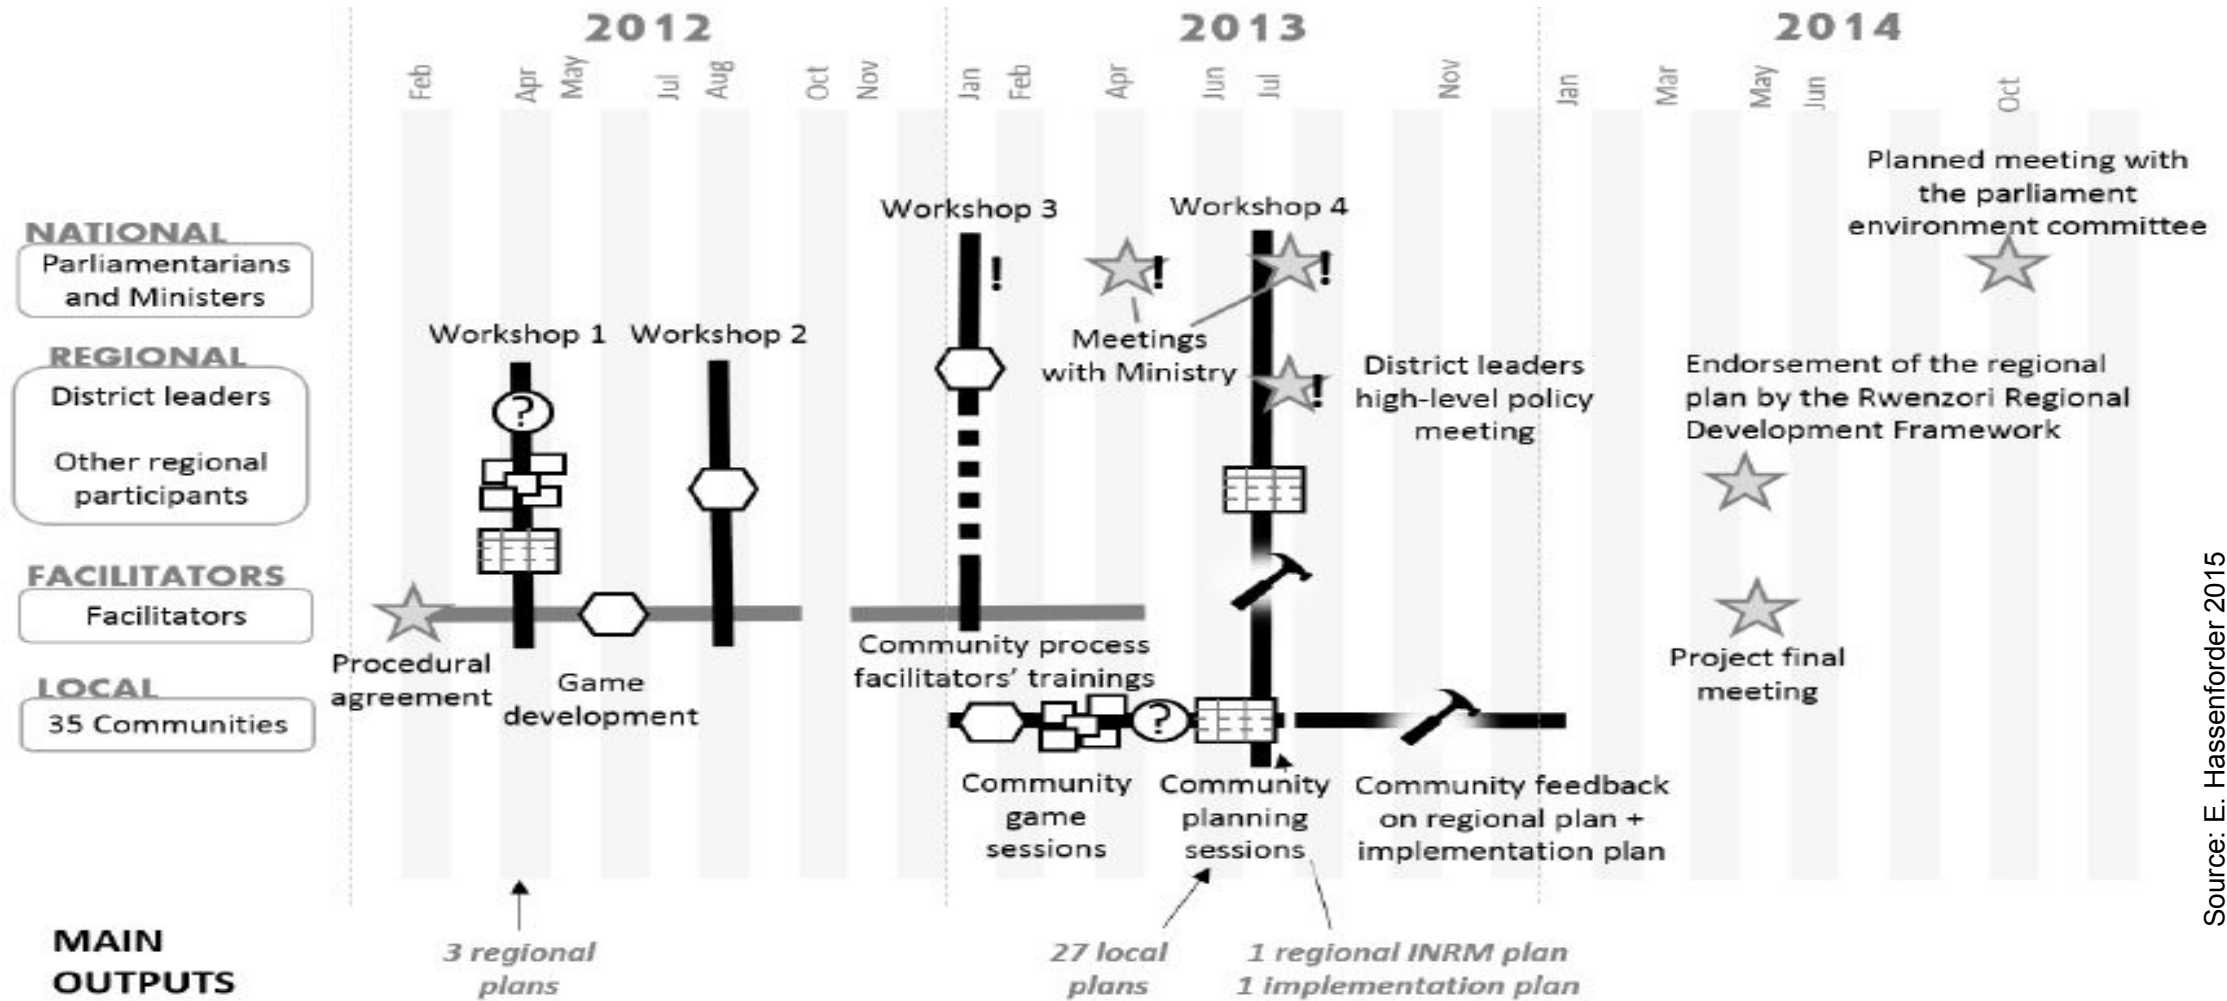 2012
2013
2014
Feb
Apr
May
Jul
Aug
Oct
Nov
Jan
Feb
Apr
Jun
Jul
Nov
Jan
Mar
May
Jun
Oct
Planned meeting with
the parliament
environment committee
Workshop 3
Workshop 4
NATIONAL
Parliamentarians
and Ministers
!
!
!
Workshop 1
Workshop 2
Meetings
with Ministry
REGIONAL
District leaders
Other regional
participants
?
!
District leaders
high-level policy
meeting
Endorsement of the regional
plan by the Rwenzori Regional
Development Framework
FACILITATORS
Facilitators
Procedural
agreement
Game
development
Community process
facilitators' trainings
Project final
meeting
LOCAL
35 Communities
?
Community
game
sessions
Community
planning
sessions
Community feedback
on regional plan +
implementation plan
MAIN
OUTPUTS
3 regional
plans
27 local
plans
1 regional INRM plan
1 implementation plan
Source: E. Hassenforder 2015